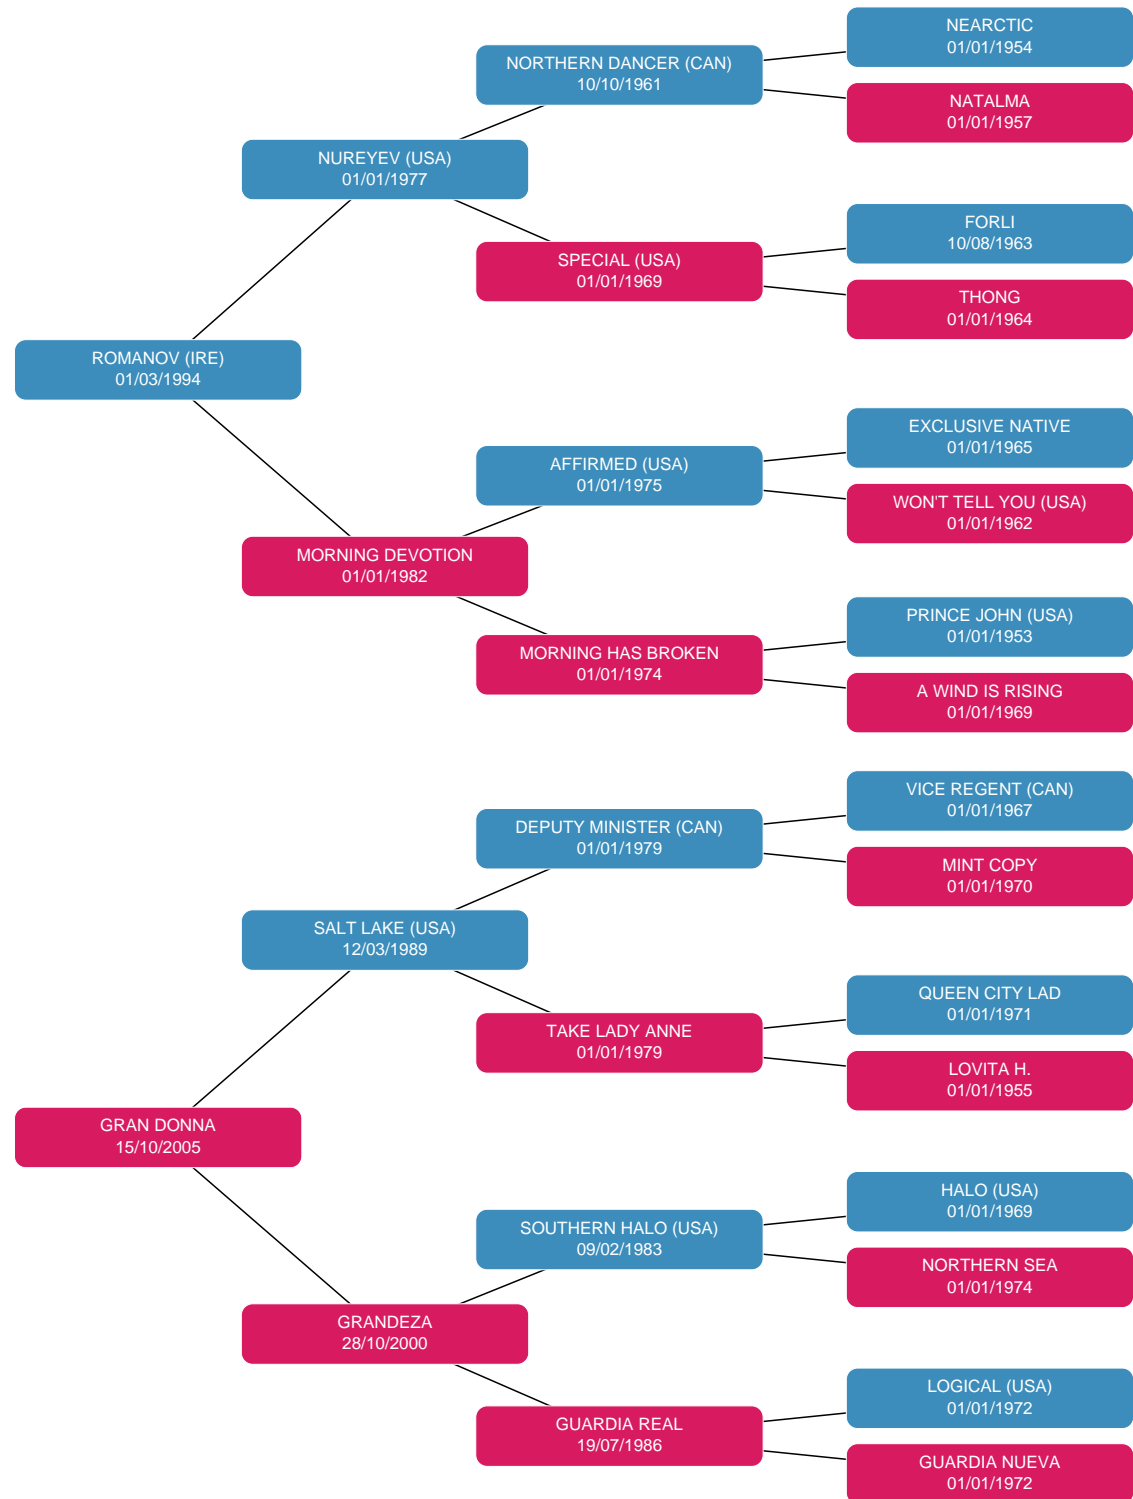 NEARCTIC
01/01/1954
NORTHERN DANCER (CAN)
10/10/1961
NATALMA
01/01/1957
NUREYEV (USA)
01/01/1977
FORLI
10/08/1963
SPECIAL (USA)
01/01/1969
THONG
01/01/1964
ROMANOV (IRE)
01/03/1994
EXCLUSIVE NATIVE
01/01/1965
AFFIRMED (USA)
01/01/1975
WON'T TELL YOU (USA)
01/01/1962
MORNING DEVOTION
01/01/1982
PRINCE JOHN (USA)
01/01/1953
MORNING HAS BROKEN
01/01/1974
A WIND IS RISING
01/01/1969
VICE REGENT (CAN)
01/01/1967
DEPUTY MINISTER (CAN)
01/01/1979
MINT COPY
01/01/1970
SALT LAKE (USA)
12/03/1989
QUEEN CITY LAD
01/01/1971
TAKE LADY ANNE
01/01/1979
LOVITA H.
01/01/1955
GRAN DONNA
15/10/2005
HALO (USA)
01/01/1969
SOUTHERN HALO (USA)
09/02/1983
NORTHERN SEA
01/01/1974
GRANDEZA
28/10/2000
LOGICAL (USA)
01/01/1972
GUARDIA REAL
19/07/1986
GUARDIA NUEVA
01/01/1972